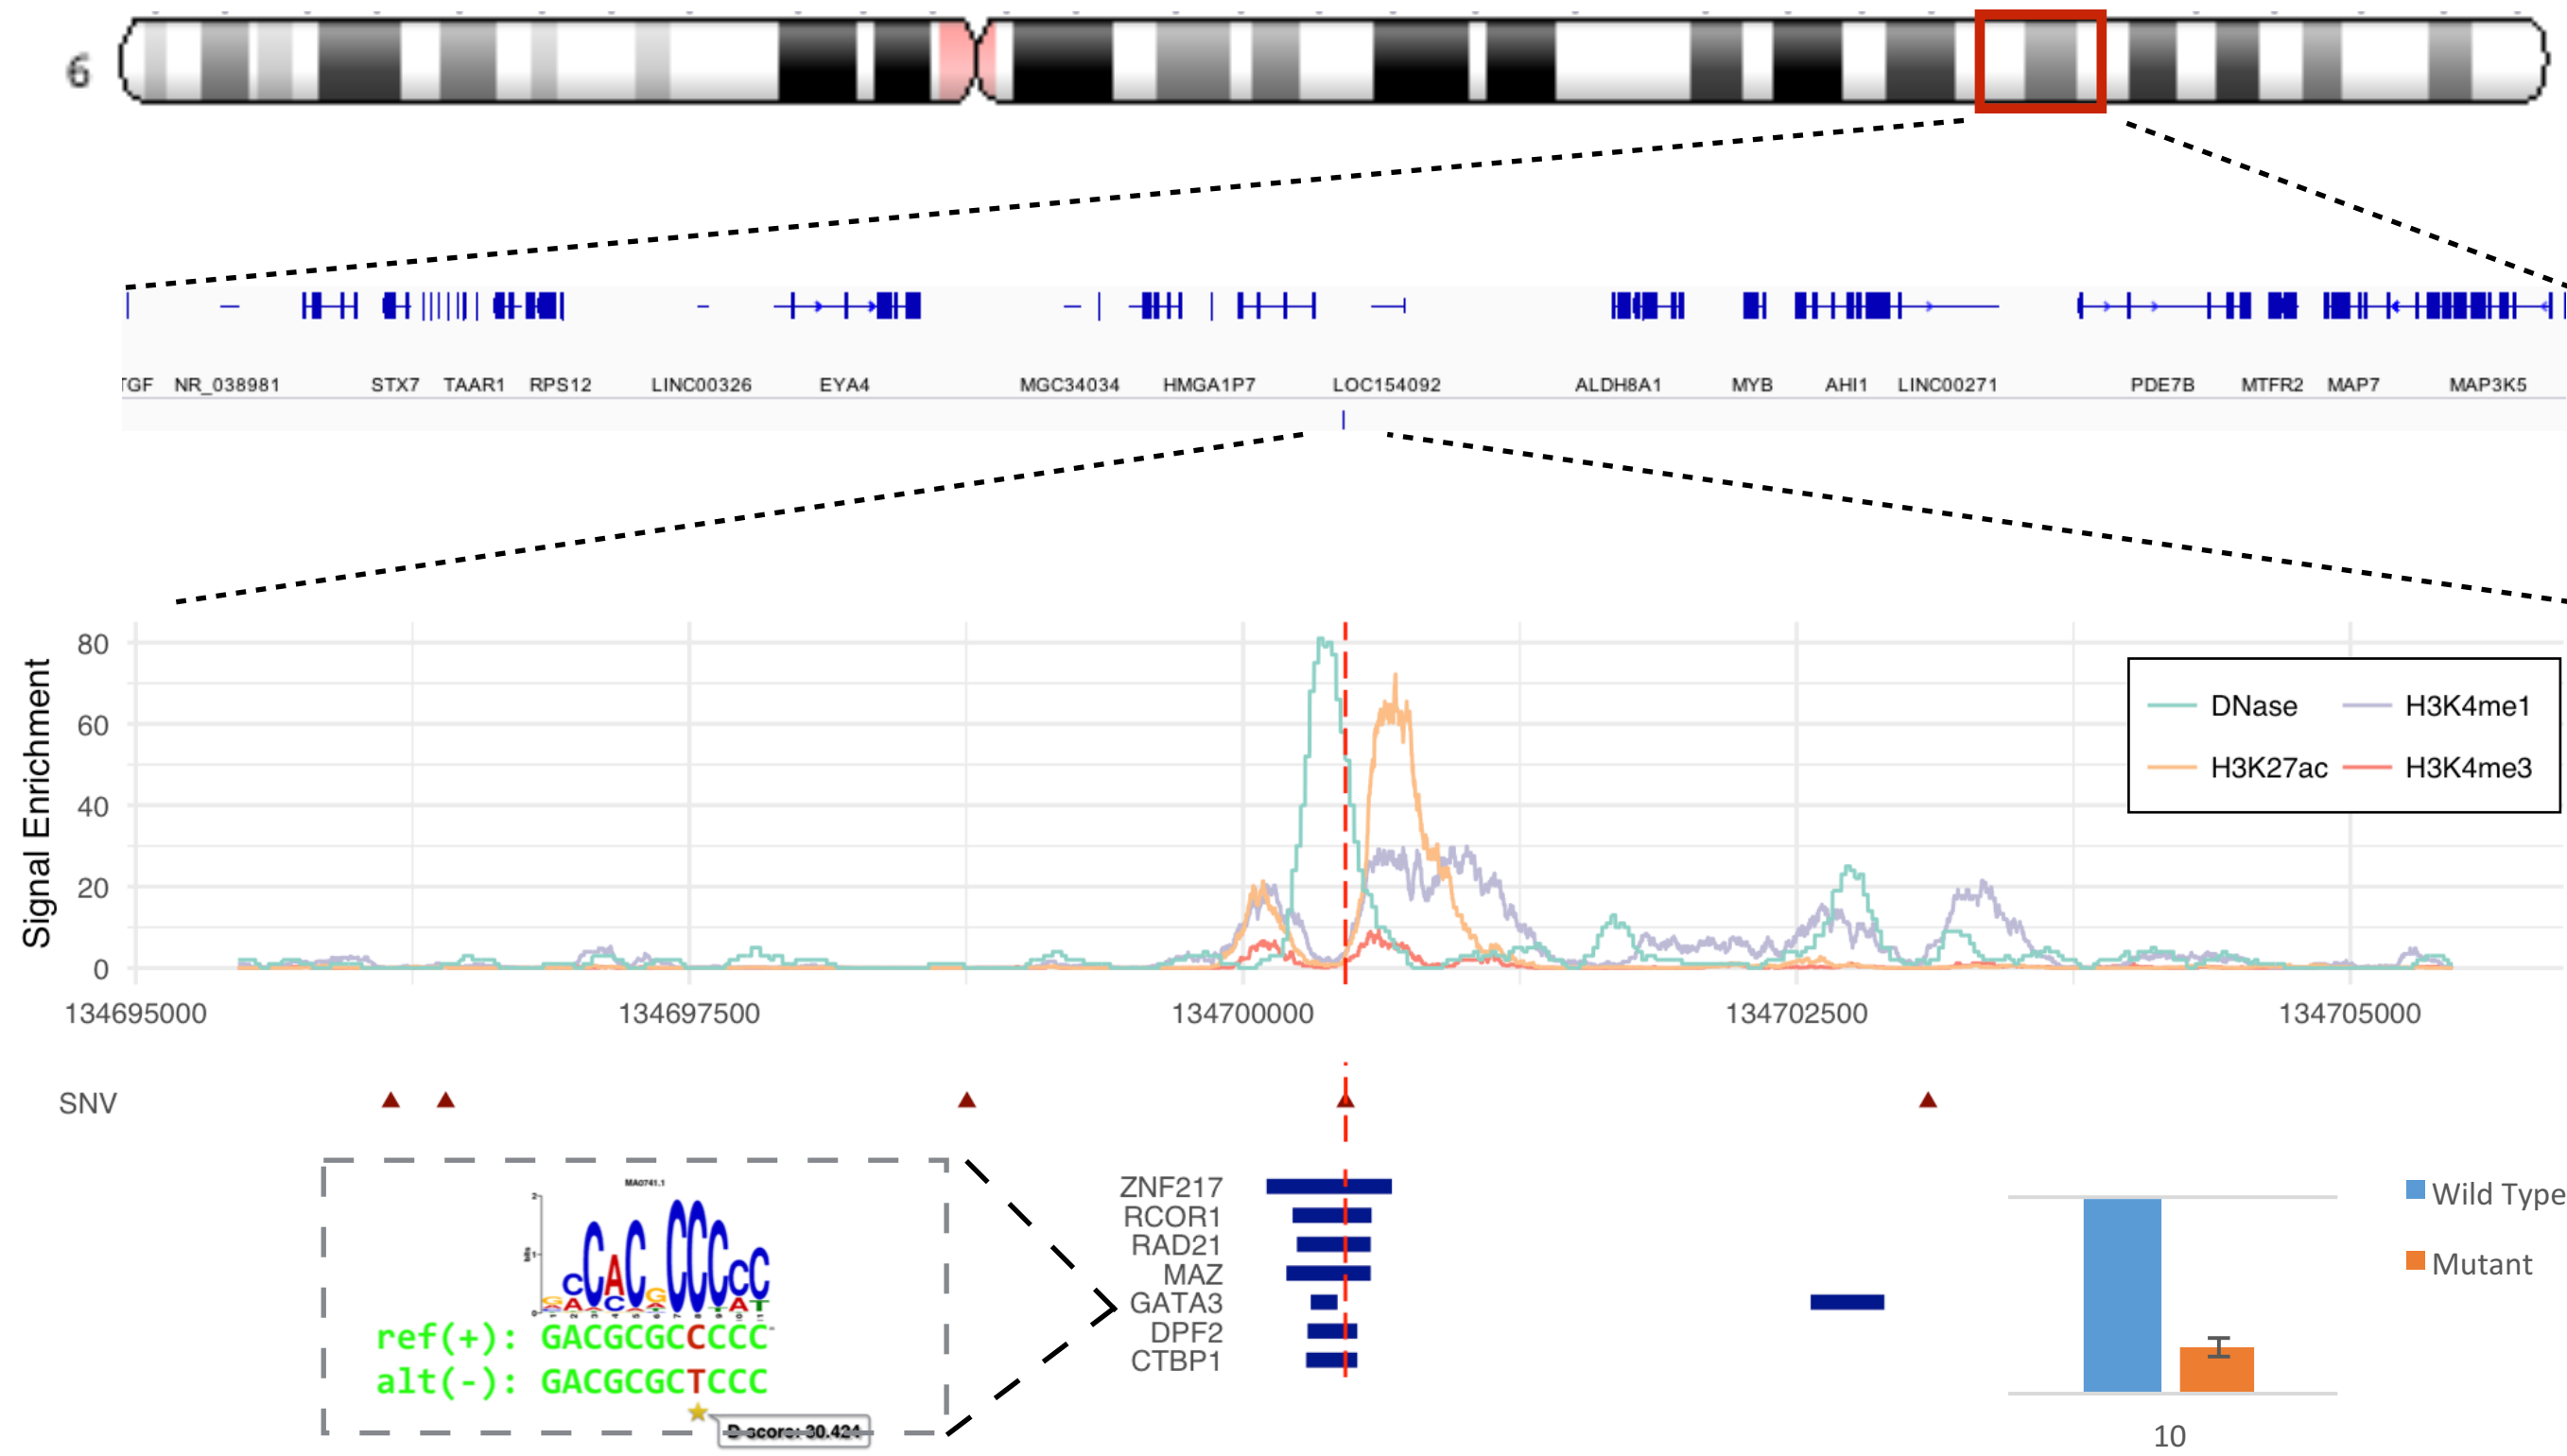 6
TGF NR_038981 STX7 TAAR1 RPS12 LINC00326 EYA4 MGC34034 HMGA1P7 LOC154092 ALDH8A1 MYB AHI1 LINC00271 PDE7B MTFR2 MAP7 MAP3K5
Signal Enrichment
80
60
40
20
0
DNase H3K4me1
H3K27ac H3K4me3
134695000 134697500 134700000 134702500 134705000
SNV
MA0741.1
ref(+): GACGCGCCCCC
alt(-): GACGCGCTCCC
D-score: 30.424
ZNF217
RCOR1
RAD21
MAZ
GATA3
DPF2
CTBP1
Wild Type
Mutant
10